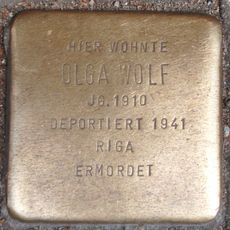 HIER WOHNTE
OLGA WOLF
JG. 1910
DEPORTIERT 1941
RIGA
ERMORDET